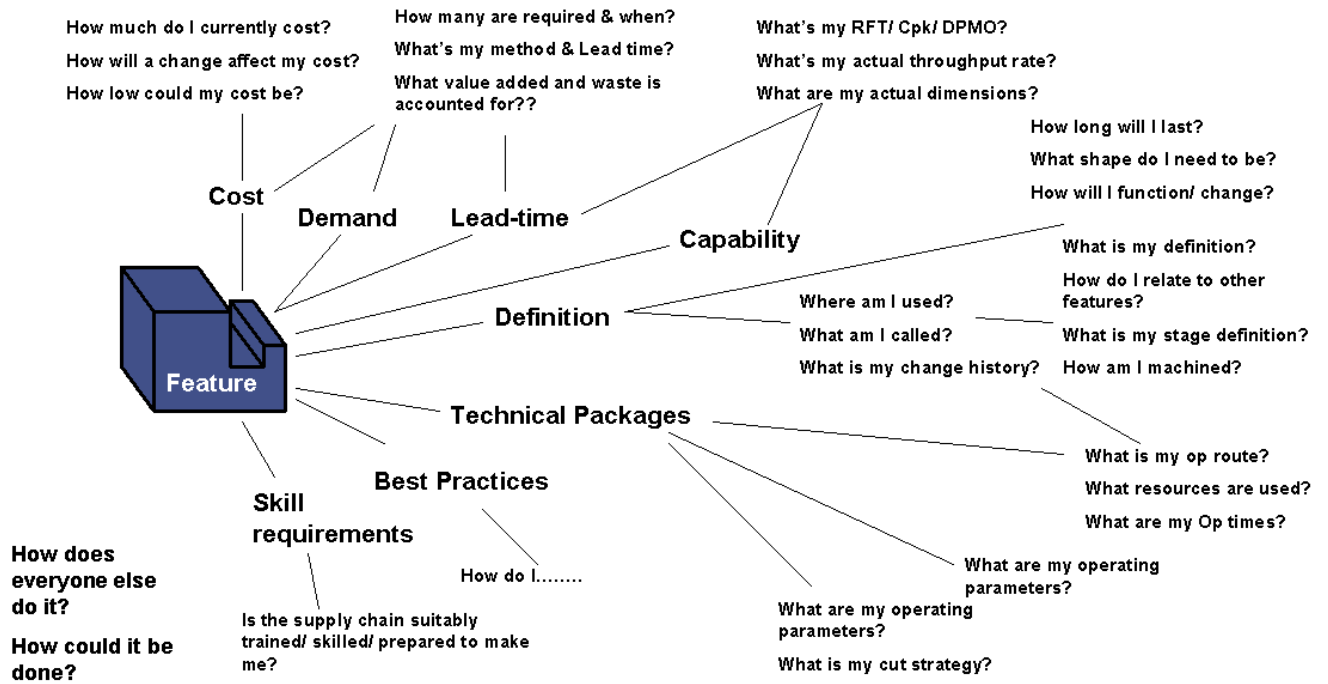 How much do I currently cost?
How will a change affect my cost?
How low could my cost be?
How many are required & when?
What's my method & Lead time?
What value added and waste is
accounted for??
What's my RFT/ Cpk/ DPMO?
What's my actual throughput rate?
What are my actual dimensions?
How long will I last?
What shape do I need to be?
How will I function/ change?
Cost
Demand
Lead-time
Capability
What is my definition?
How do I relate to other
features?
What is my stage definition?
How am I machined?
Definition
Where am I used?
What am I called?
What is my change history?
Feature
Technical Packages
What is my op route?
What resources are used?
What are my Op times?
Best Practices
Skill
requirements
How do I........
What are my operating
parameters?
What are my operating
parameters?
What is my cut strategy?
Is the supply chain suitably
trained/ skilled/ prepared to make
me?
How does
everyone else
do it?
How could it be
done?